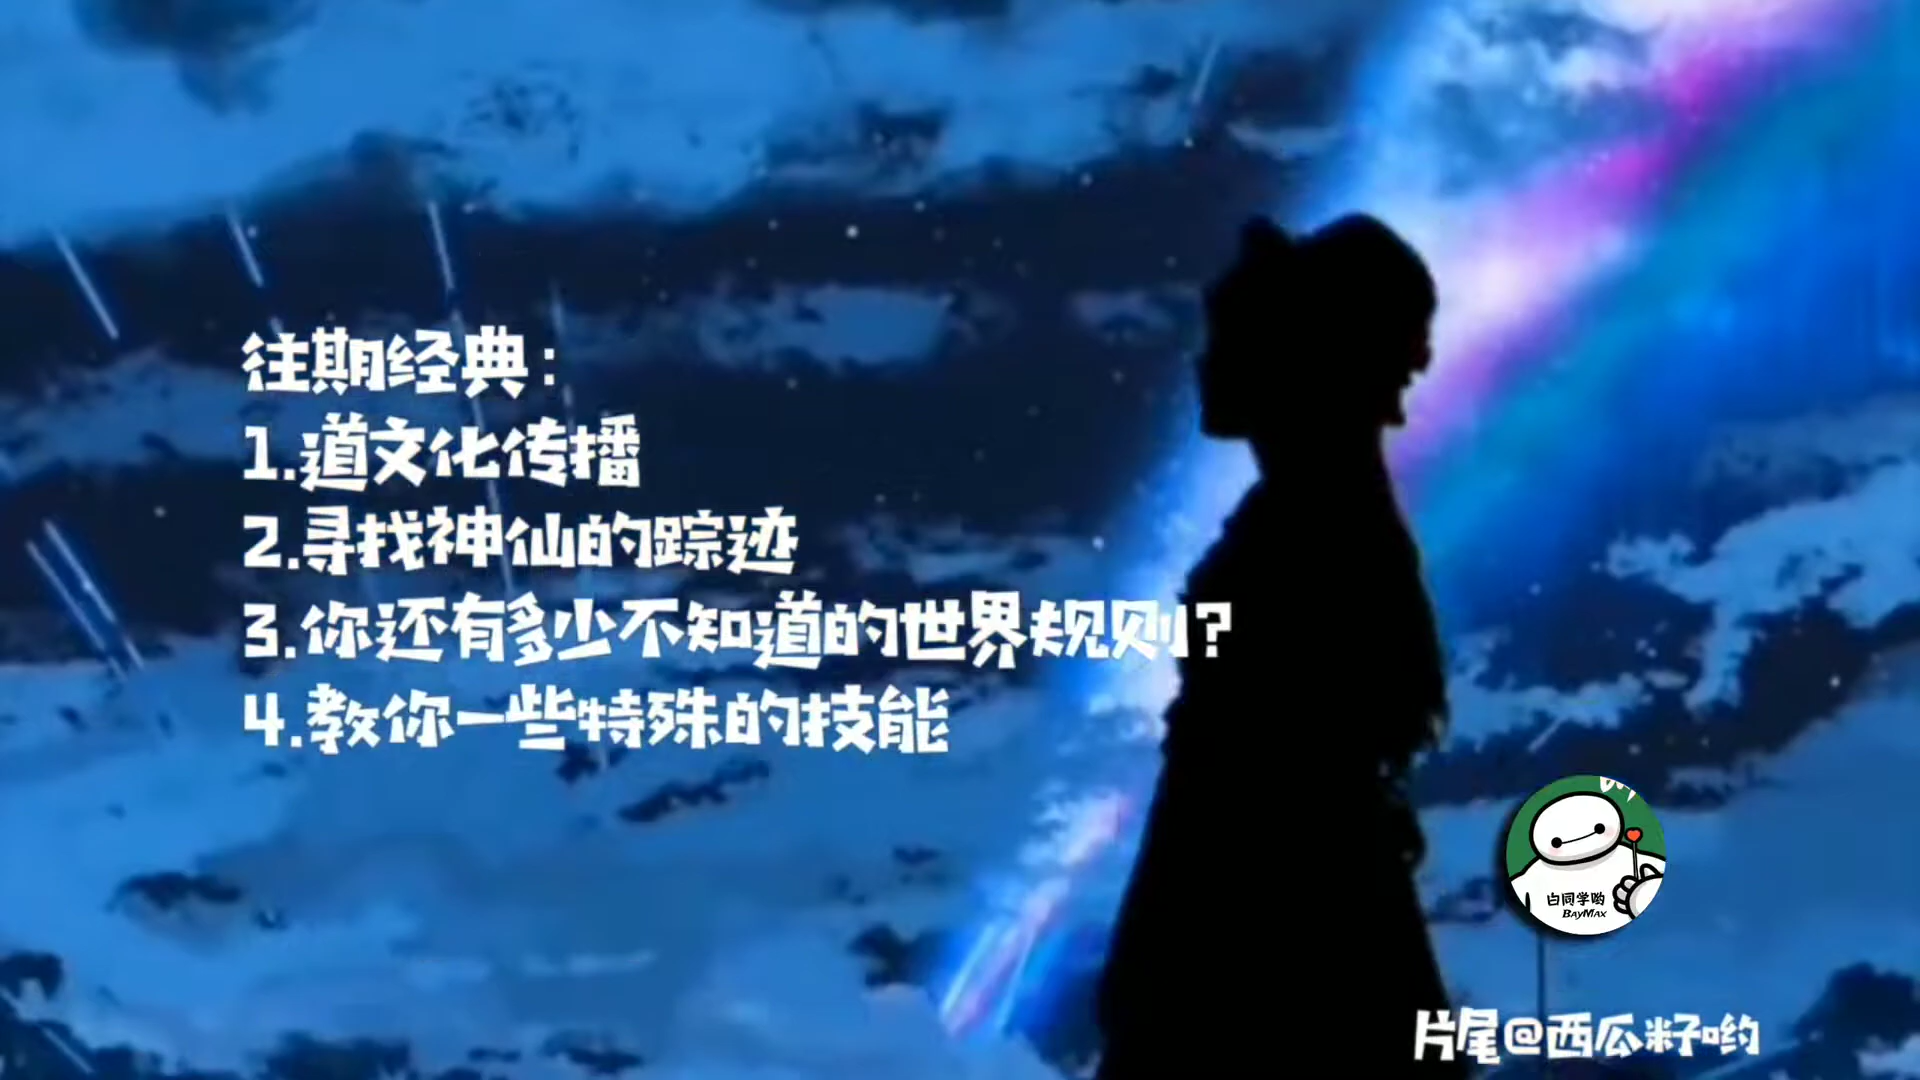 往期经典：
1.道文化传播
2.寻找神仙的踪迹
3.你还有多少不知道的世界规则？
4.教你一些特殊的技能
白同学哟
BAYMAX
片尾@西瓜籽哟